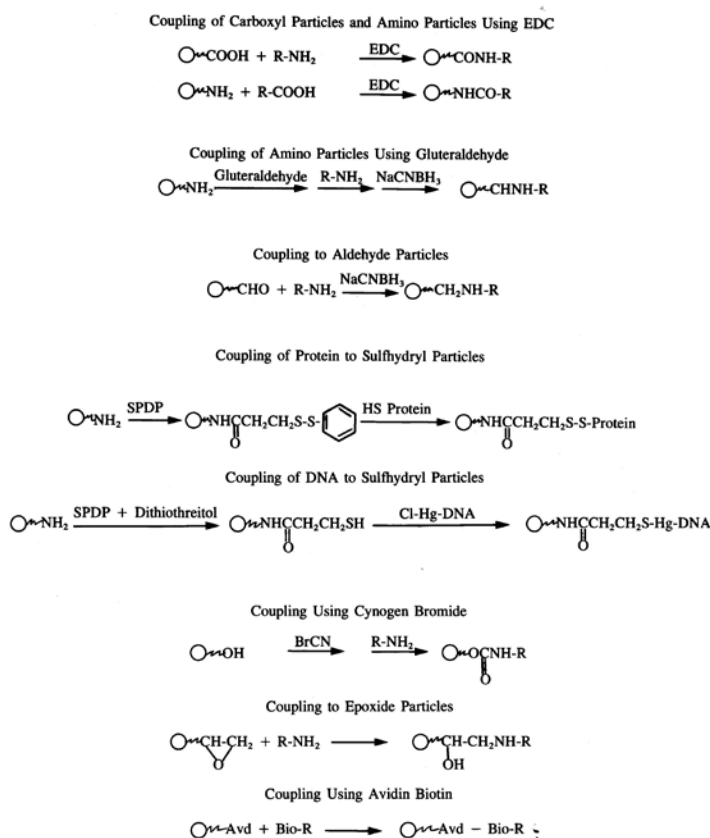 Coupling of Carboxyl Particles and Amino Particles Using EDC
COOH + R-NH₂ EDC CONH-R
NH₂ + R-COOH EDC NHCO-R
Coupling of Amino Particles Using Gluteraldehyde
NH₂ Gluteraldehyde R-NH₂ NaCNBH₃ CHNH-R
Coupling to Aldehyde Particles
CHO + R-NH₂ NaCNBH₃ CH₂NH-R
Coupling of Protein to Sulfhydryl Particles
NH₂ SPDP NHCCH₂CH₂S-S- HS Protein NHCCH₂CH₂S-S-Protein
O O
Coupling of DNA to Sulfhydryl Particles
NH₂ SPDP + Dithiothreitol NHCCH₂CH₂SH Cl-Hg-DNA NHCCH₂CH₂S-Hg-DNA
O O
Coupling Using Cynogen Bromide
OH BrCN R-NH₂ OCNH-R
O
Coupling to Epoxide Particles
CH-CH₂ + R-NH₂ CH-CH₂NH-R
O OH
Coupling Using Avidin Biotin
Avd + Bio-R Avd - Bio-R